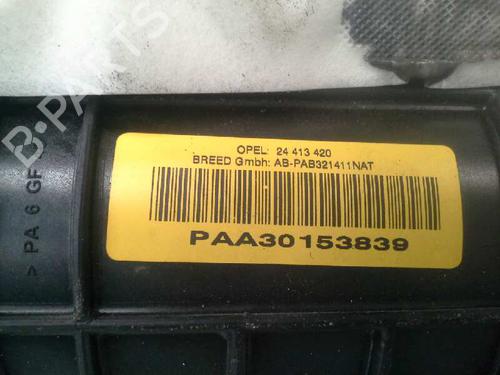 B-PARTS
OPEL: 24 413 420
BREED Gmbh: AB-PAB321411NAT
PAA30153839
> PA 6 GF